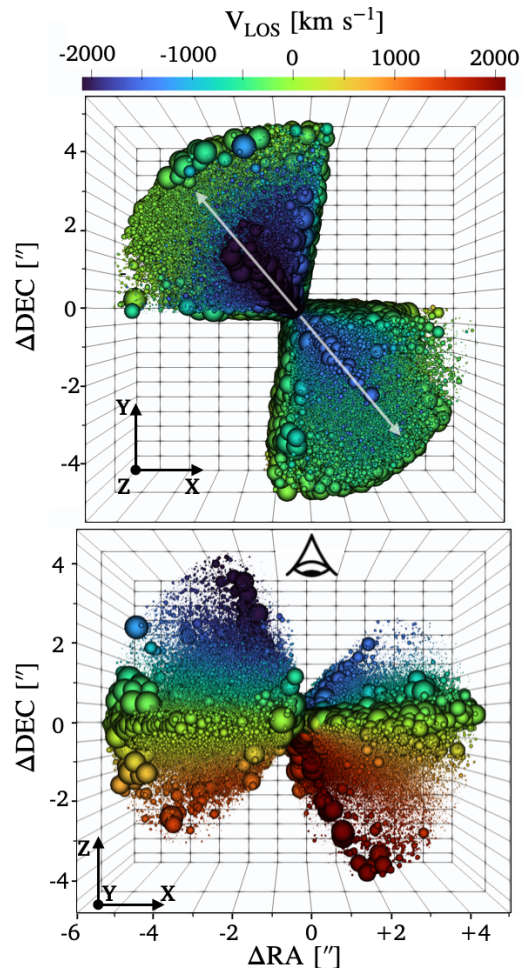 V_LOS [km s⁻¹]
-2000 -1000 0 1000 2000
4
2
0
-2
-4
ΔDEC [″]
Y
Z X
4
2
0
-2
-4
ΔDEC [″]
Z
Y X
-6 -4 -2 0 +2 +4
ΔRA [″]